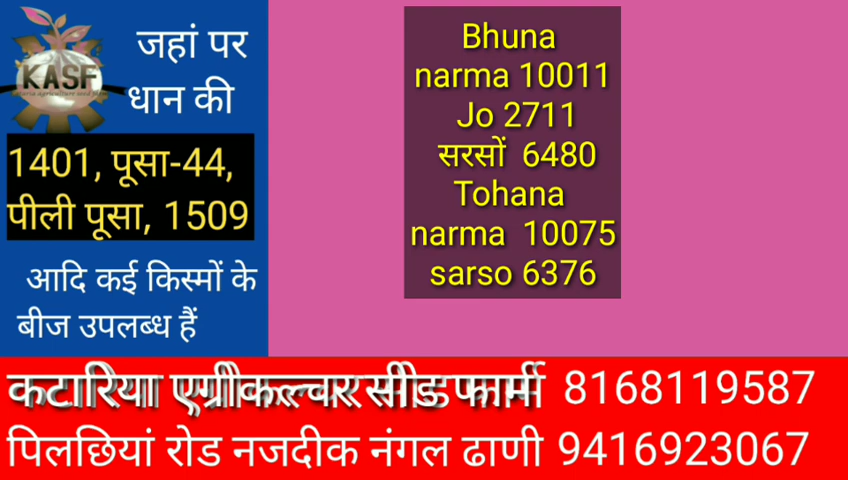 KASF
जहां पर
धान की
1401, पूसा-44,
पीली पूसा, 1509
आदि कई किस्मों के
बीज उपलब्ध हैं
Bhuna
narma 10011
Jo 2711
सरसों 6480
Tohana
narma 10075
sarso 6376
कटारिया एग्रीकल्चर सीड फार्म 8168119587
पिलछियां रोड नजदीक नंगल ढाणी 9416923067